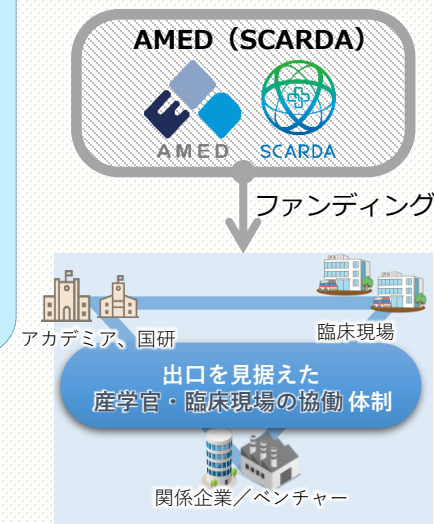 AMED（SCARDA）
AMED
SCARDA
ファンディング
アカデミア、国研
臨床現場
出口を見据えた
産学官・臨床現場の協働 体制
関係企業／ベンチャー